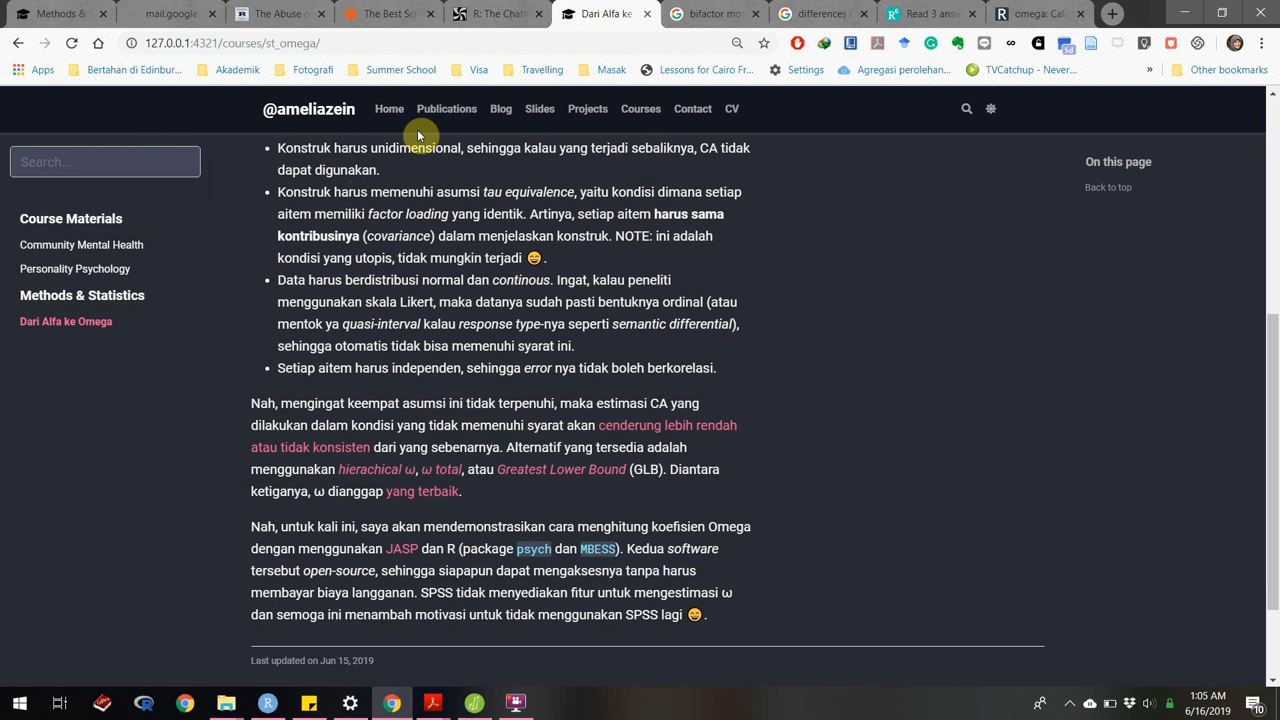 Methods &
mail.google
The Abuse o
The Best Scr
R: The Chatt
Dari Alfa ke
bifactor mod
differences
Read 3 answ
omega: Calc
127.0.0.1:4321/courses/st_omega/
Apps
Bertahan di Edinbur...
Akademik
Fotografi
Summer School
Visa
Travelling
Masak
Lessons for Cairo Fr...
Settings
Agregasi perolehan...
TVCatchup - Never...
»
Other bookmarks
5d
@ameliazein
Home
Publications
Blog
Slides
Projects
Courses
Contact
CV
Search...
Course Materials
Community Mental Health
Personality Psychology
Methods & Statistics
Dari Alfa ke Omega
Konstruk harus unidimensional, sehingga kalau yang terjadi sebaliknya, CA tidak
dapat digunakan.
Konstruk harus memenuhi asumsi tau equivalence, yaitu kondisi dimana setiap
aitem memiliki factor loading yang identik. Artinya, setiap aitem harus sama
kontribusinya (covariance) dalam menjelaskan konstruk. NOTE: ini adalah
kondisi yang utopis, tidak mungkin terjadi 😄.
Data harus berdistribusi normal dan continous. Ingat, kalau peneliti
menggunakan skala Likert, maka datanya sudah pasti bentuknya ordinal (atau
mentok ya quasi-interval kalau response type-nya seperti semantic differential),
sehingga otomatis tidak bisa memenuhi syarat ini.
Setiap aitem harus independen, sehingga error nya tidak boleh berkorelasi.
Nah, mengingat keempat asumsi ini tidak terpenuhi, maka estimasi CA yang
dilakukan dalam kondisi yang tidak memenuhi syarat akan cenderung lebih rendah
atau tidak konsisten dari yang sebenarnya. Alternatif yang tersedia adalah
menggunakan hierachical ω, ω total, atau Greatest Lower Bound (GLB). Diantara
ketiganya, ω dianggap yang terbaik.
Nah, untuk kali ini, saya akan mendemonstrasikan cara menghitung koefisien Omega
dengan menggunakan JASP dan R (package psych dan MBESS). Kedua software
tersebut open-source, sehingga siapapun dapat mengaksesnya tanpa harus
membayar biaya langganan. SPSS tidak menyediakan fitur untuk mengestimasi ω
dan semoga ini menambah motivasi untuk tidak menggunakan SPSS lagi 😄.
Last updated on Jun 15, 2019
On this page
Back to top
1:05 AM
6/16/2019
10